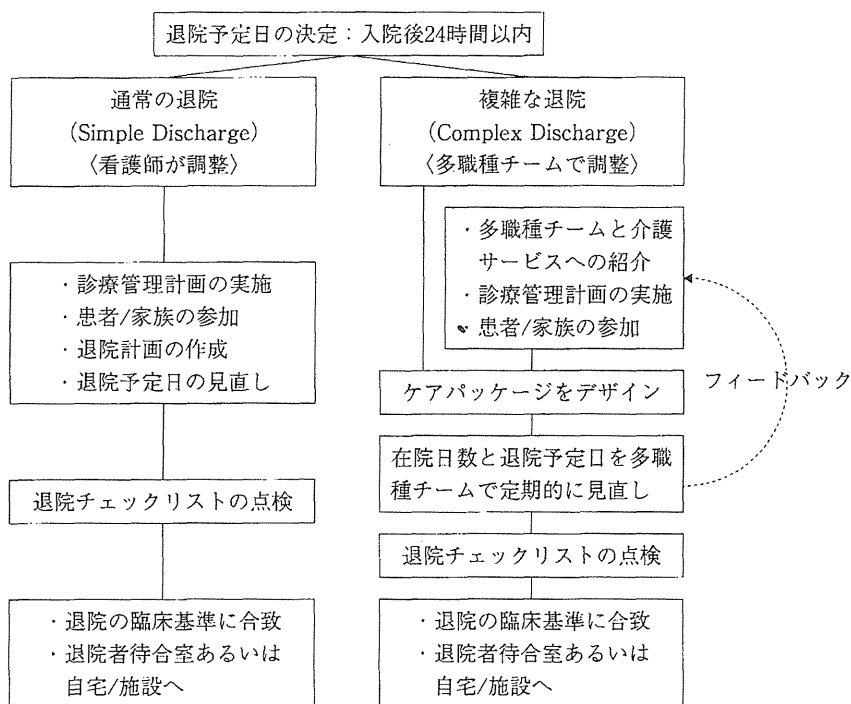 退院予定日の決定：入院後24時間以内
通常の退院
(Simple Discharge)
〈看護師が調整〉
・診療管理計画の実施
・患者/家族の参加
・退院計画の作成
・退院予定日の見直し
退院チェックリストの点検
・退院の臨床基準に合致
・退院者待合室あるいは
自宅/施設へ
複雑な退院
(Complex Discharge)
〈多職種チームで調整〉
・多職種チームと介護
サービスへの紹介
・診療管理計画の実施
・患者/家族の参加
ケアパッケージをデザイン
在院日数と退院予定日を多職
種チームで定期的に見直し
フィードバック
退院チェックリストの点検
・退院の臨床基準に合致
・退院者待合室あるいは
自宅/施設へ